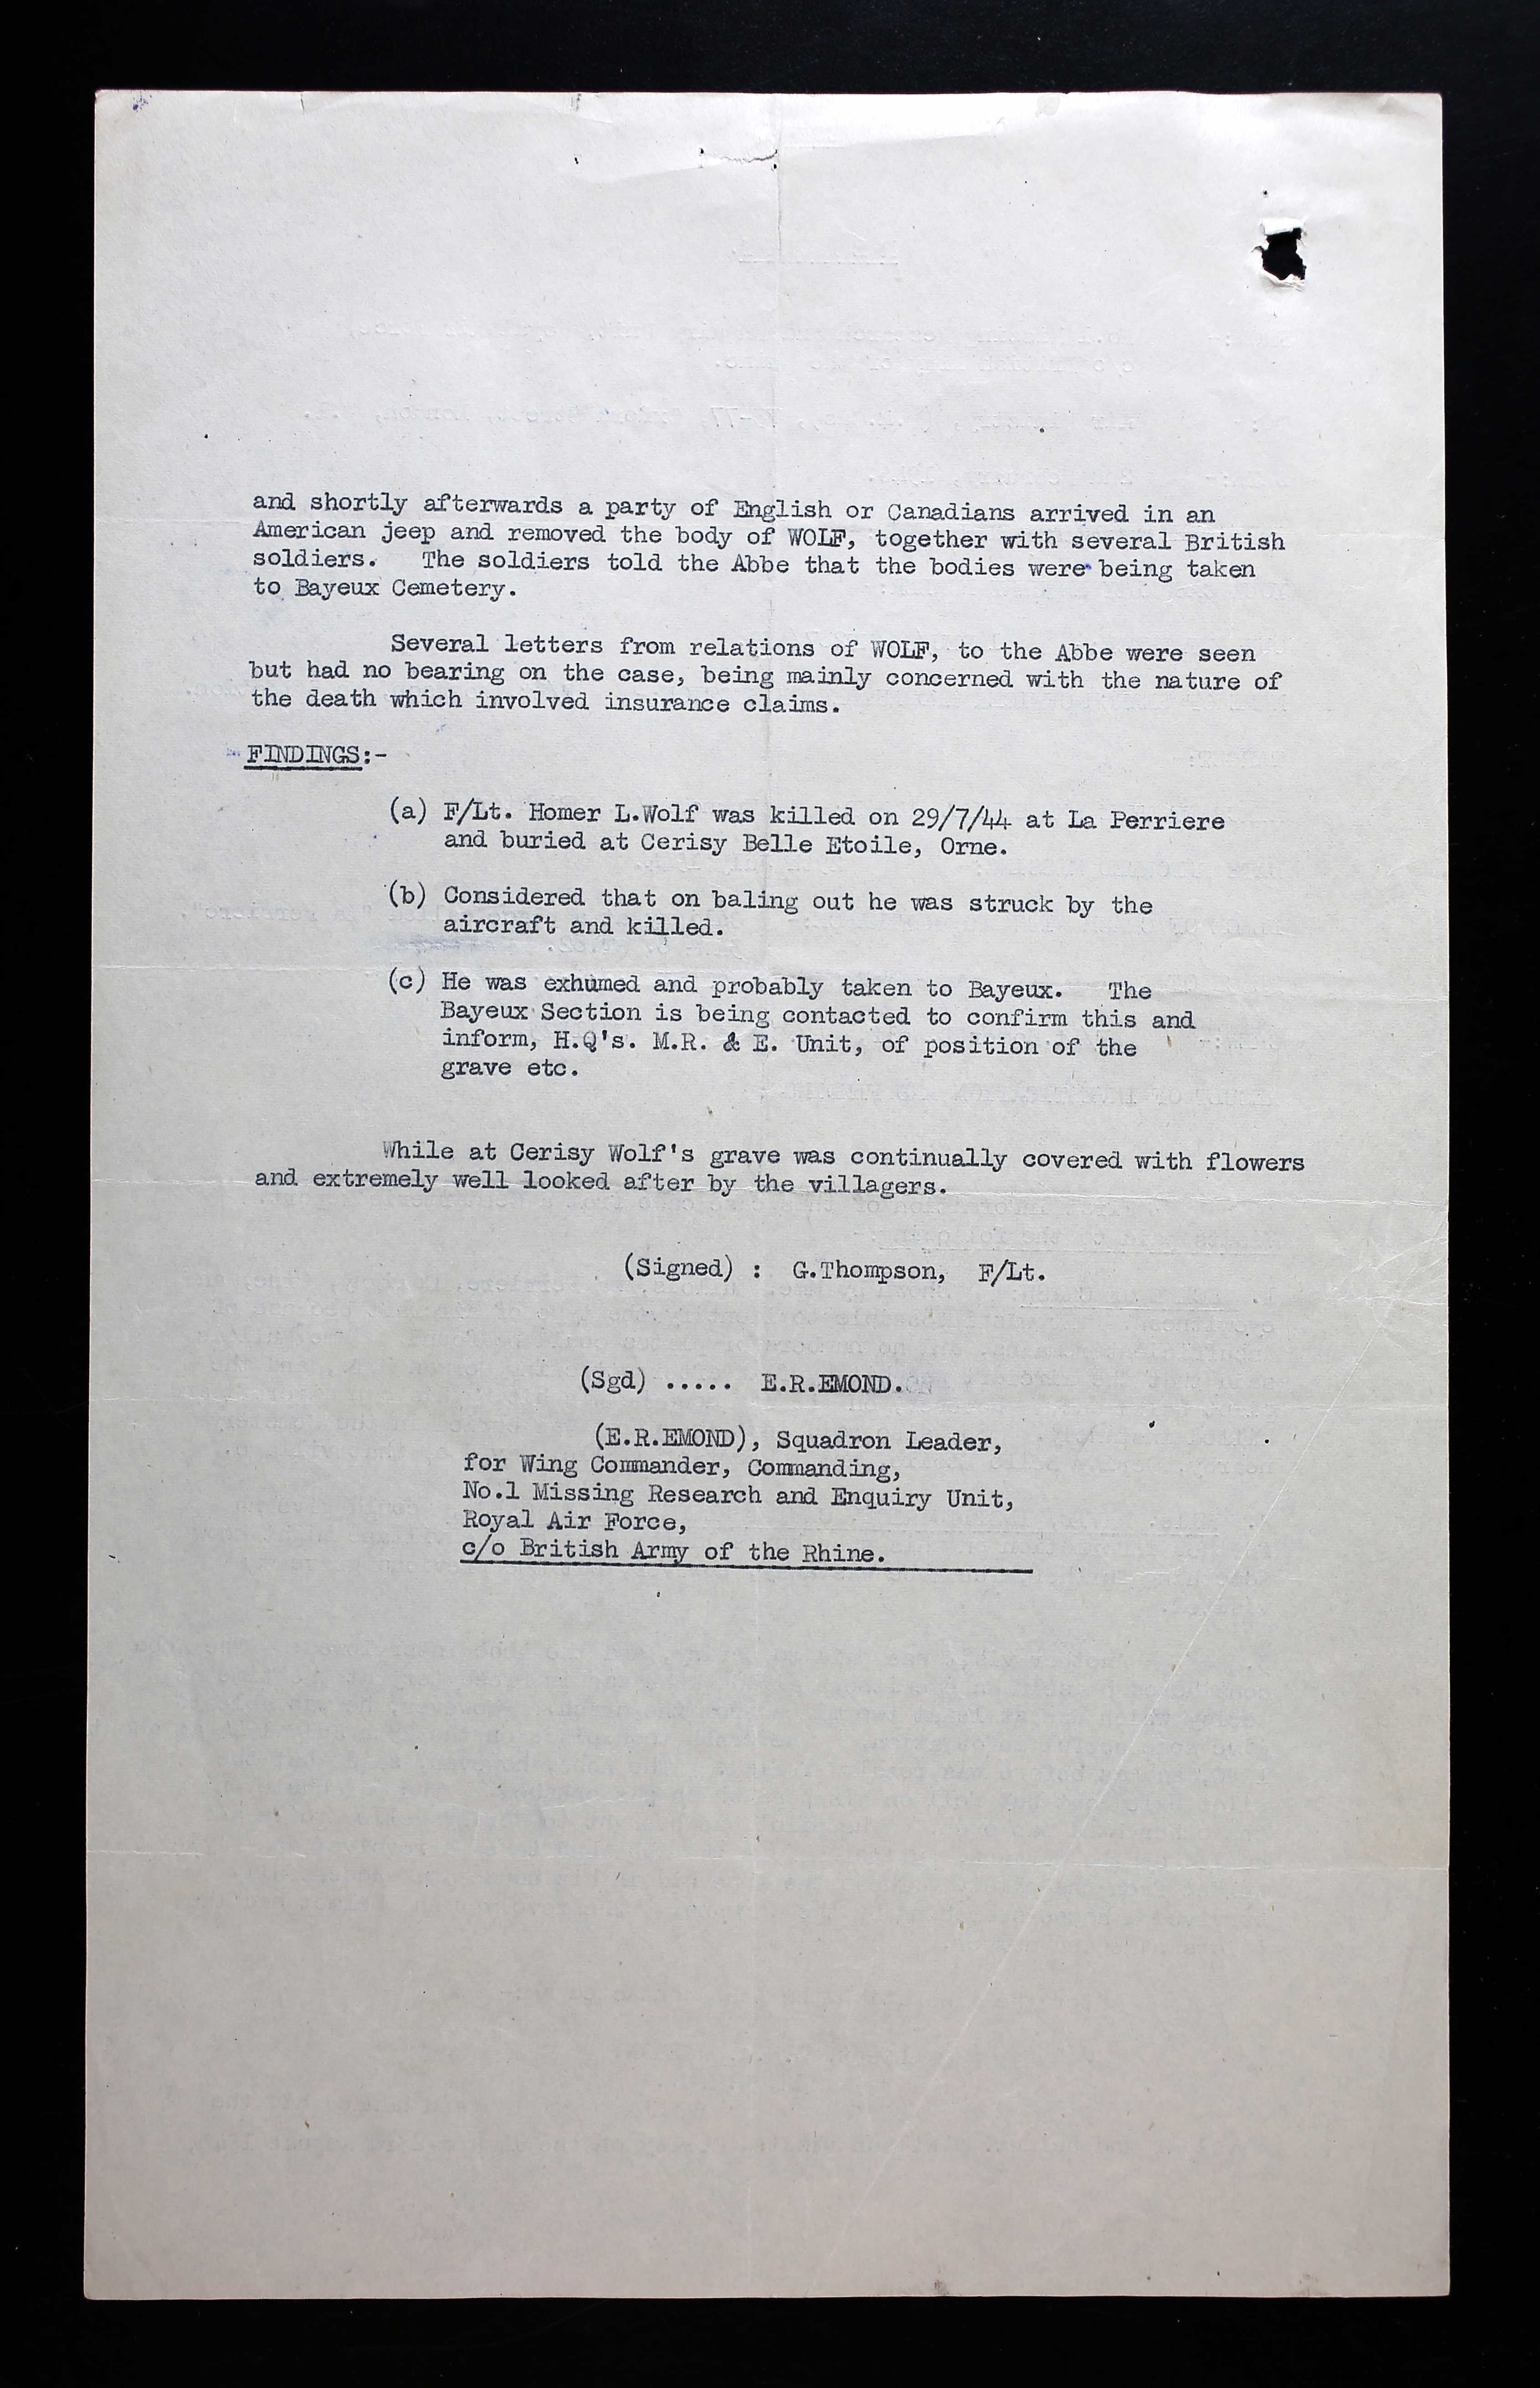 and shortly afterwards a party of English or Canadians arrived in an
American jeep and removed the body of WOLF, together with several British
soldiers. The soldiers told the Abbe that the bodies were being taken
to Bayeux Cemetery.
Several letters from relations of WOLF, to the Abbe were seen
but had no bearing on the case, being mainly concerned with the nature of
the death which involved insurance claims.
FINDINGS:-
(a) F/Lt. Homer L.Wolf was killed on 29/7/44 at La Perriere
and buried at Cerisy Belle Etoile, Orne.
(b) Considered that on baling out he was struck by the
aircraft and killed.
(c) He was exhumed and probably taken to Bayeux. The
Bayeux Section is being contacted to confirm this and
inform, H.Q's. M.R. & E. Unit, of position of the
grave etc.
While at Cerisy Wolf's grave was continually covered with flowers
and extremely well looked after by the villagers.
(Signed) : G.Thompson, F/Lt.
(Sgd) ..... E.R.EMOND.
(E.R.EMOND), Squadron Leader,
for Wing Commander, Commanding,
No.1 Missing Research and Enquiry Unit,
Royal Air Force,
c/o British Army of the Rhine.